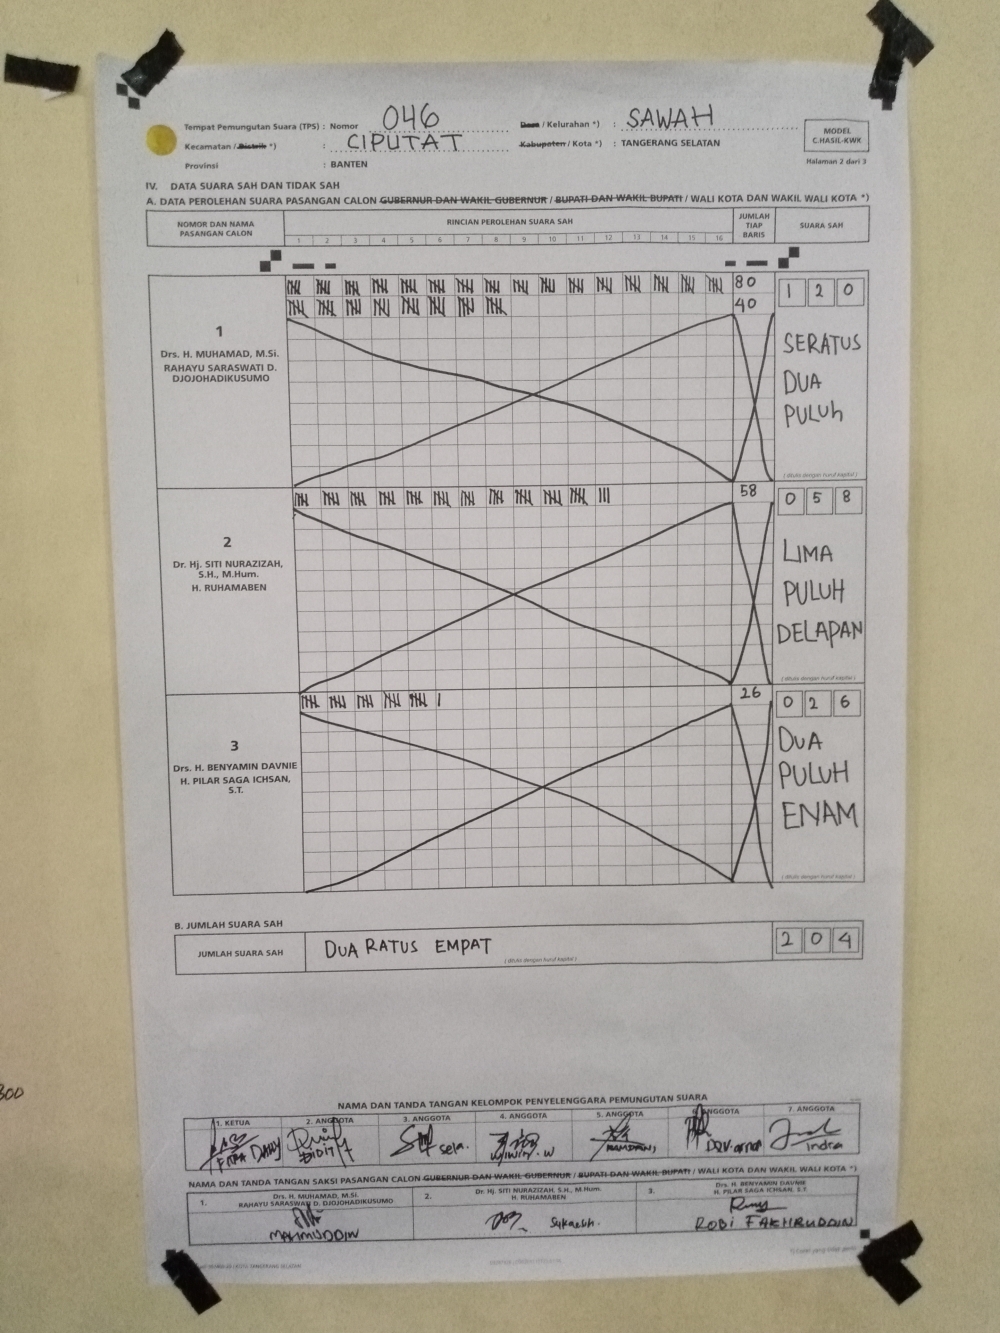 Tempat Pemungutan Suara (TPS) : Nomor 046 Desa / Kelurahan *) : SAWAH
Kecamatan / Distrik *) : CIPUTAT Kabupaten / Kota *) : TANGERANG SELATAN
Provinsi : BANTEN
MODEL
C.HASIL-KWK
Halaman 2 dari 3
IV. DATA SUARA SAH DAN TIDAK SAH
A. DATA PEROLEHAN SUARA PASANGAN CALON GUBERNUR DAN WAKIL GUBERNUR / BUPATI DAN WAKIL BUPATI / WALI KOTA DAN WAKIL WALI KOTA *)
NOMOR DAN NAMA
PASANGAN CALON
RINCIAN PEROLEHAN SUARA SAH
1 2 3 4 5 6 7 8 9 10 11 12 13 14 15 16
JUMLAH
TIAP
BARIS
SUARA SAH
1
Drs. H. MUHAMAD, M.Si.
RAHAYU SARASWATI D.
DJOJOHADIKUSUMO
80
40
1 2 0
SERATUS
DUA
PULUh
( ditulis dengan huruf kapital )
2
Dr. Hj. SITI NURAZIZAH,
S.H., M.Hum.
H. RUHAMABEN
58
0 5 8
LIMA
PULUH
DELAPAN
( ditulis dengan huruf kapital )
3
Drs. H. BENYAMIN DAVNIE
H. PILAR SAGA ICHSAN,
S.T.
26
0 2 6
DUA
PULUH
ENAM
( ditulis dengan huruf kapital )
B. JUMLAH SUARA SAH
JUMLAH SUARA SAH DUA RATUS EMPAT 2 0 4
( ditulis dengan huruf kapital )
300
NAMA DAN TANDA TANGAN KELOMPOK PENYELENGGARA PEMUNGUTAN SUARA
1. KETUA 2. ANGGOTA 3. ANGGOTA 4. ANGGOTA 5. ANGGOTA ANGGOTA 7. ANGGOTA
DIDIT sela. Wiwin. W indra
NAMA DAN TANDA TANGAN SAKSI PASANGAN CALON GUBERNUR DAN WAKIL GUBERNUR / BUPATI DAN WAKIL BUPATI / WALI KOTA DAN WAKIL WALI KOTA *)
1. Drs. H. MUHAMAD, M.Si.
RAHAYU SARASWATI D. DJOJOHADIKUSUMO
MAHMUDDIN
2. Dr. Hj. SITI NURAZIZAH, S.H., M.Hum.
H. RUHAMABEN
3. Drs. H. BENYAMIN DAVNIE
H. PILAR SAGA ICHSAN, S.T.
ROBI FAKHRUDDIN